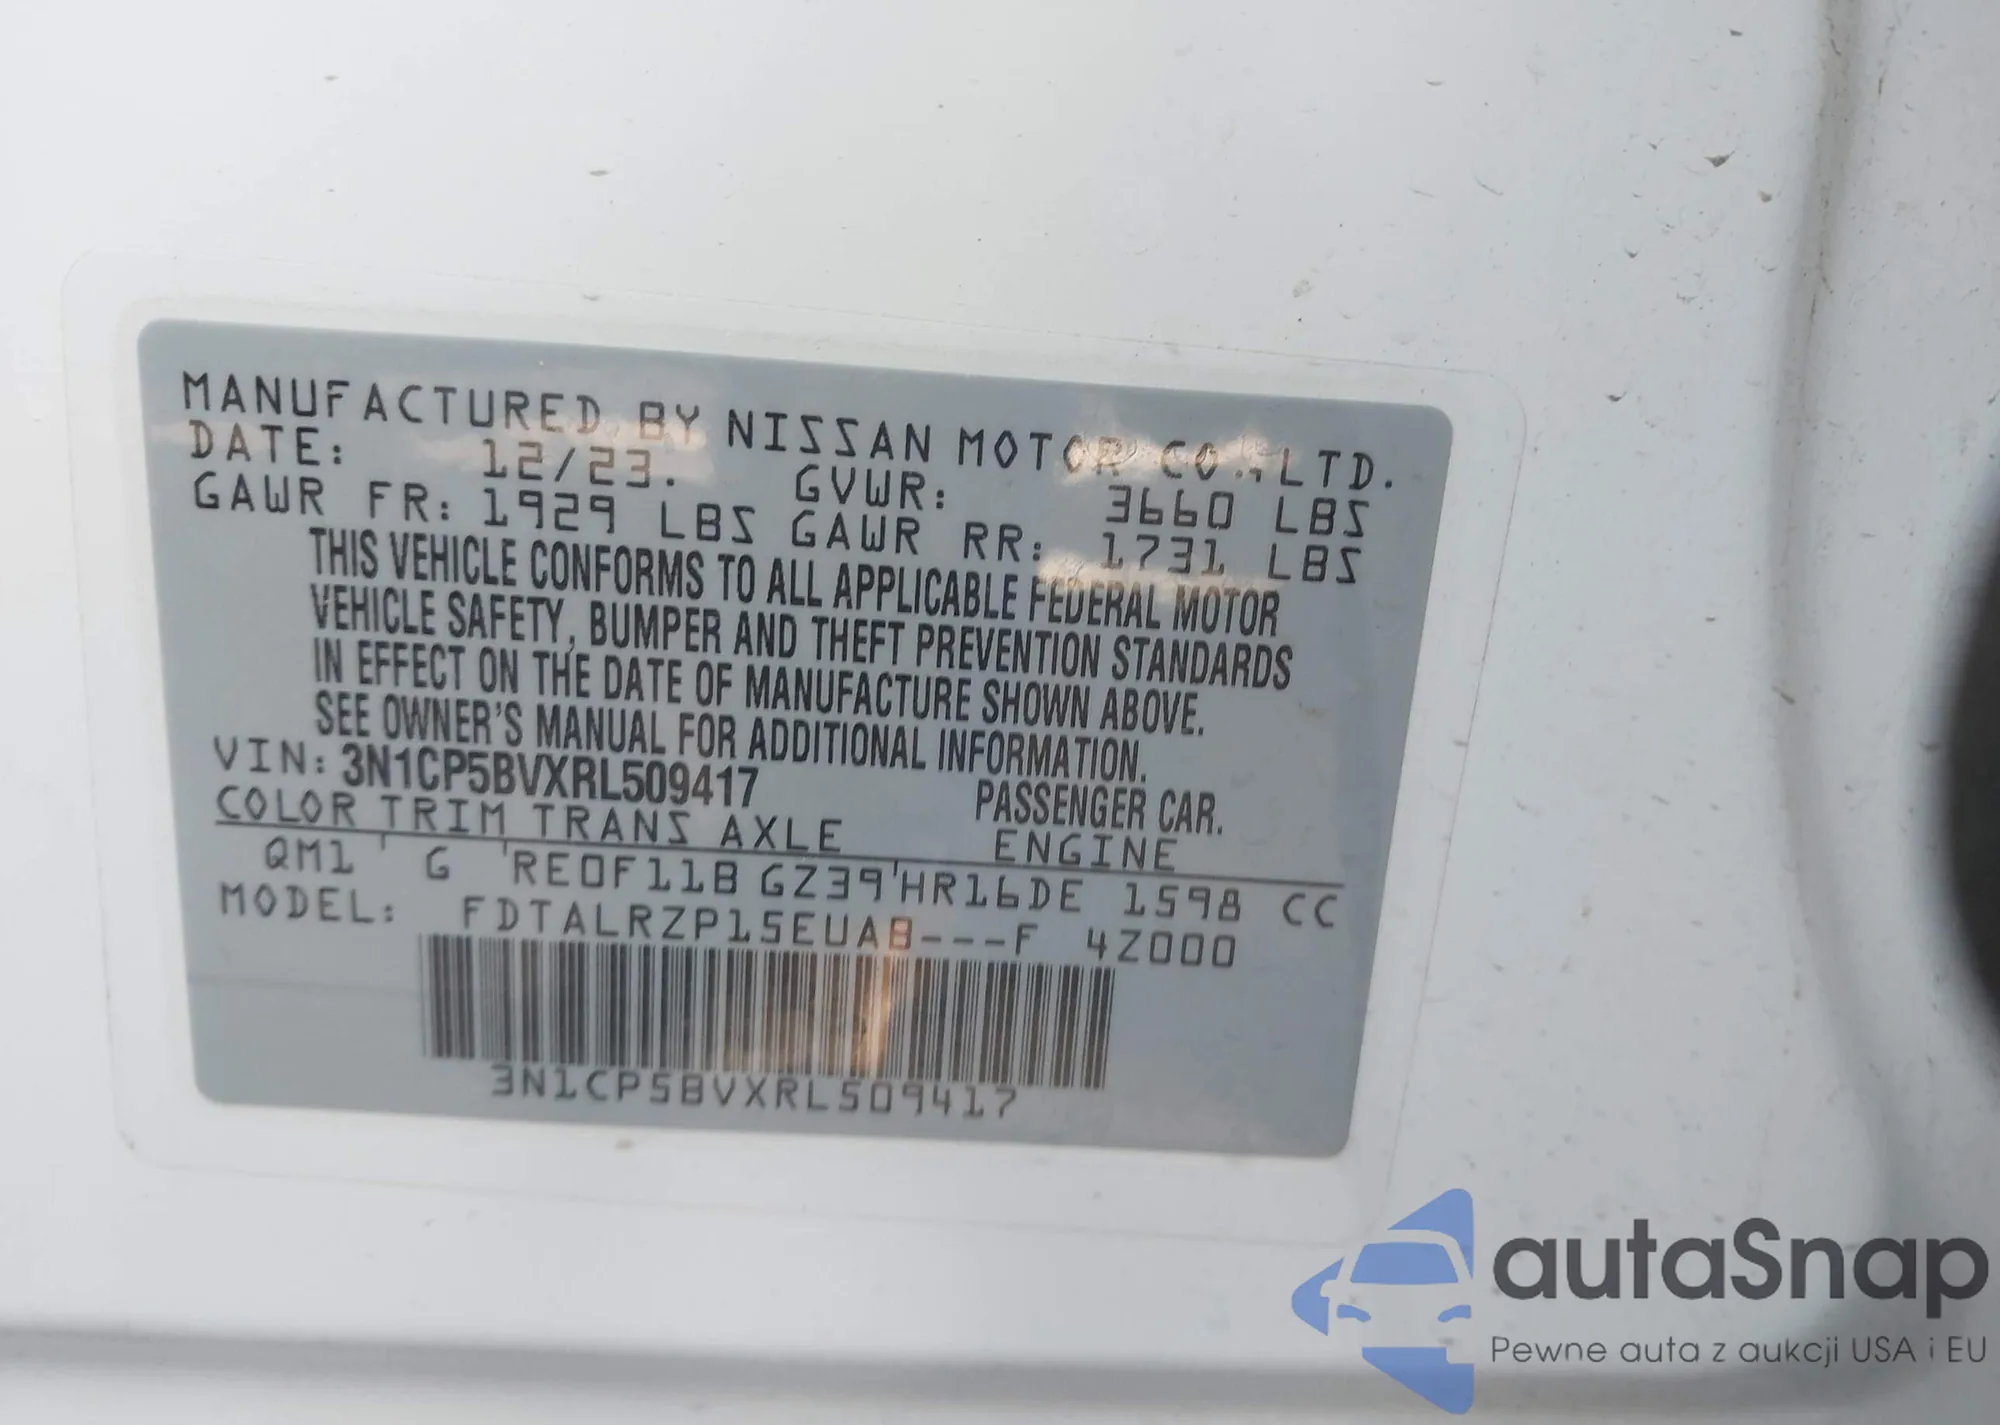 MANUFACTURED BY NISSAN MOTOR CO., LTD.
DATE: 12/23. GVWR: 3660 LBS
GAWR FR: 1929 LBS GAWR RR: 1731 LBS
THIS VEHICLE CONFORMS TO ALL APPLICABLE FEDERAL MOTOR
VEHICLE SAFETY, BUMPER AND THEFT PREVENTION STANDARDS
IN EFFECT ON THE DATE OF MANUFACTURE SHOWN ABOVE.
SEE OWNER'S MANUAL FOR ADDITIONAL INFORMATION.
VIN: 3N1CP5BVXRL509417 PASSENGER CAR.
COLOR TRIM TRANS AXLE ENGINE
QM1 G RE0F11B GZ39 HR16DE 1598 CC
MODEL: FDTALRZP15EUAB---F 4Z000
3N1CP5BVXRL509417
autaSnap
Pewne auta z aukcji USA i EU